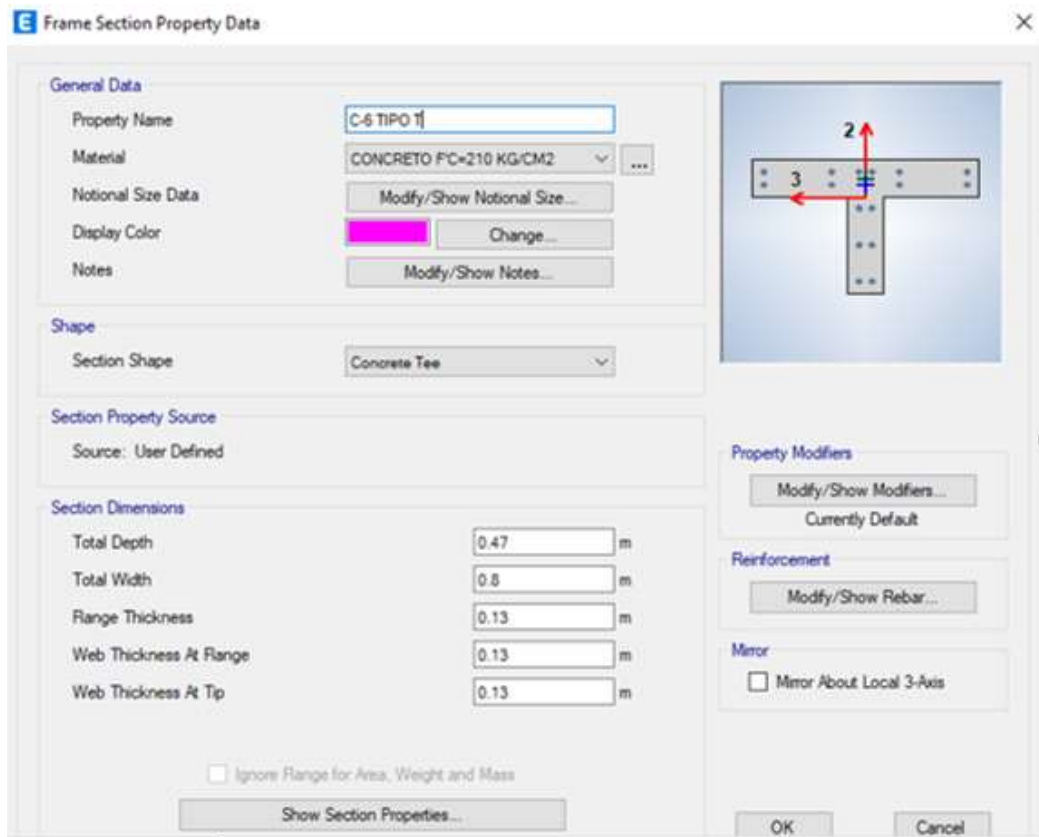 E Frame Section Property Data
General Data
Property Name C-6 TIPO T
Material CONCRETO F'C=210 KG/CM2 ...
Notional Size Data Modify/Show Notional Size...
Display Color Change...
Notes Modify/Show Notes...
2
3
Shape
Section Shape Concrete Tee
Section Property Source
Source: User Defined
Section Dimensions
Total Depth 0.47 m
Total Width 0.8 m
Flange Thickness 0.13 m
Web Thickness At Flange 0.13 m
Web Thickness At Tip 0.13 m
Ignore Flange for Area, Weight and Mass
Show Section Properties...
Property Modifiers
Modify/Show Modifiers...
Currently Default
Reinforcement
Modify/Show Rebar...
Mirror
Mirror About Local 3-Axis
OK Cancel